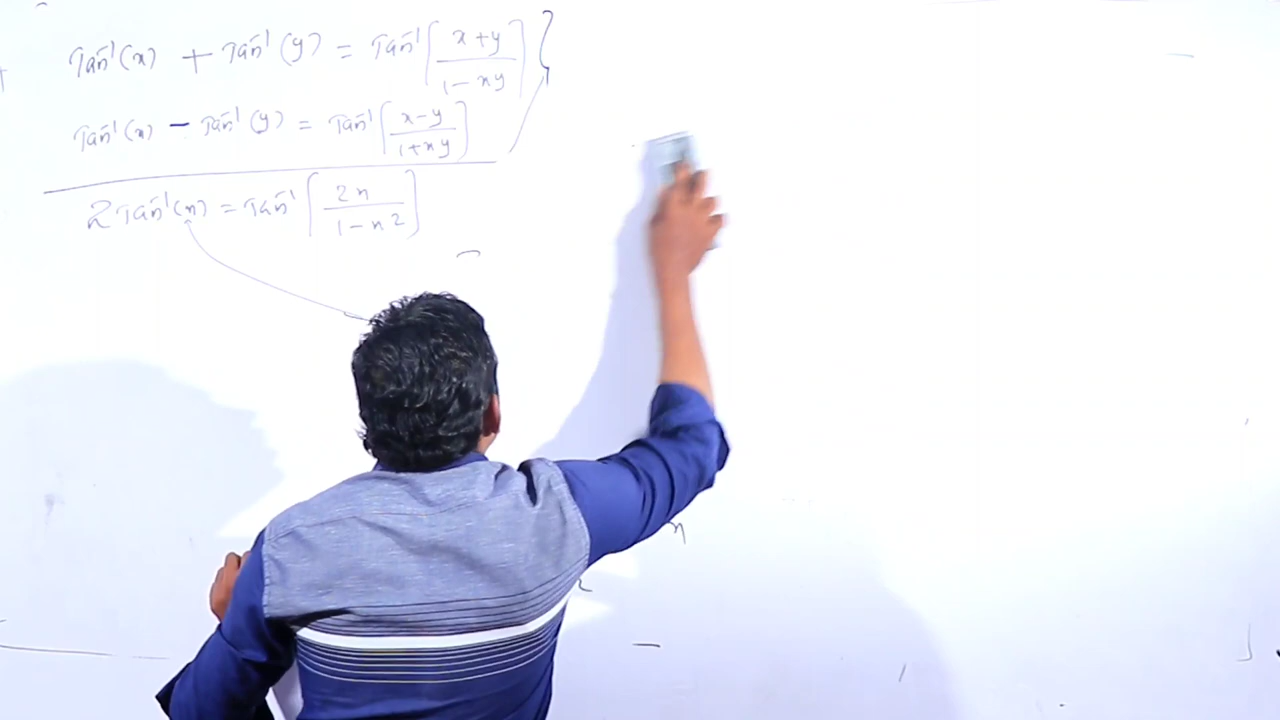 Tan⁻¹(x) + Tan⁻¹(y) = Tan⁻¹[(x+y)/(1-xy)]
Tan⁻¹(x) - Tan⁻¹(y) = Tan⁻¹[(x-y)/(1+xy)]
2Tan⁻¹(x) = Tan⁻¹[2x/(1-x²)]
x